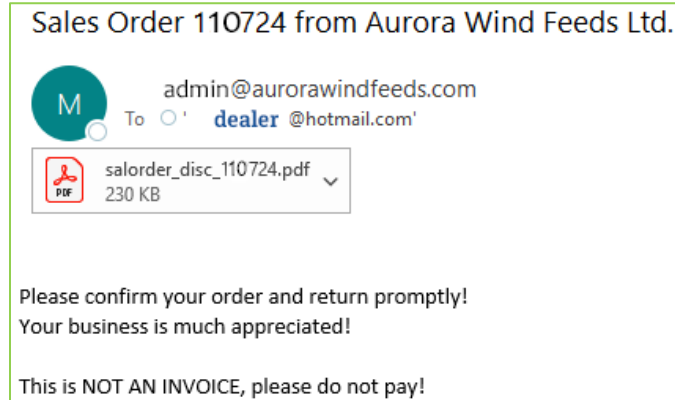 Sales Order 110724 from Aurora Wind Feeds Ltd.
M
admin@aurorawindfeeds.com
To ' dealer @hotmail.com'
PDF
salorder_disc_110724.pdf
230 KB
Please confirm your order and return promptly!
Your business is much appreciated!
This is NOT AN INVOICE, please do not pay!